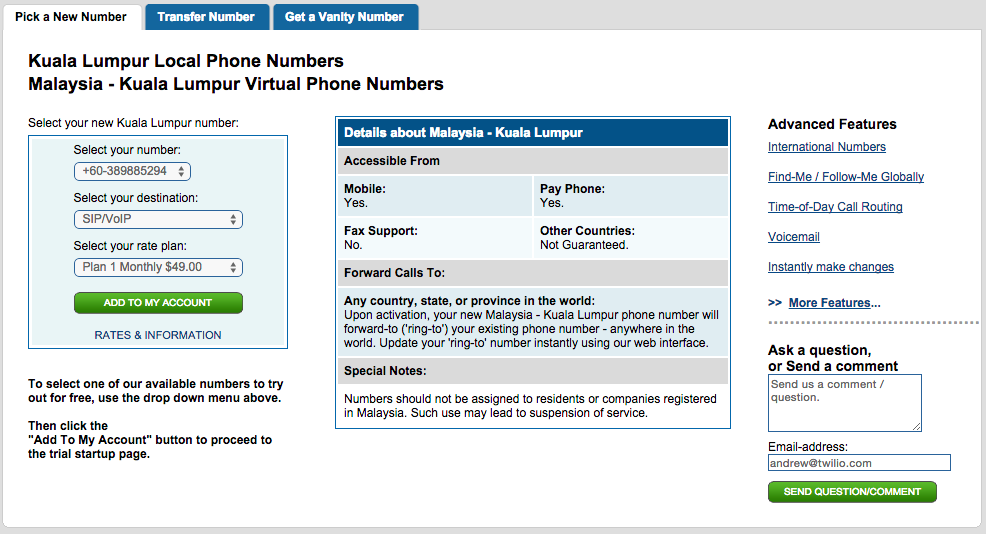 Pick a New Number
Transfer Number
Get a Vanity Number
Kuala Lumpur Local Phone Numbers
Malaysia - Kuala Lumpur Virtual Phone Numbers
Select your new Kuala Lumpur number:
Select your number:
+60-389885294
Select your destination:
SIP/VoIP
Select your rate plan:
Plan 1 Monthly $49.00
ADD TO MY ACCOUNT
RATES & INFORMATION
To select one of our available numbers to try
out for free, use the drop down menu above.
Then click the
"Add To My Account" button to proceed to
the trial startup page.
Details about Malaysia - Kuala Lumpur
Accessible From
Mobile:
Yes.
Pay Phone:
Yes.
Fax Support:
No.
Other Countries:
Not Guaranteed.
Forward Calls To:
Any country, state, or province in the world:
Upon activation, your new Malaysia - Kuala Lumpur phone number will
forward-to ('ring-to') your existing phone number - anywhere in the
world. Update your 'ring-to' number instantly using our web interface.
Special Notes:
Numbers should not be assigned to residents or companies registered
in Malaysia. Such use may lead to suspension of service.
Advanced Features
International Numbers
Find-Me / Follow-Me Globally
Time-of-Day Call Routing
Voicemail
Instantly make changes
>> More Features...
Ask a question,
or Send a comment
Send us a comment /
question.
Email-address:
andrew@twilio.com
SEND QUESTION/COMMENT